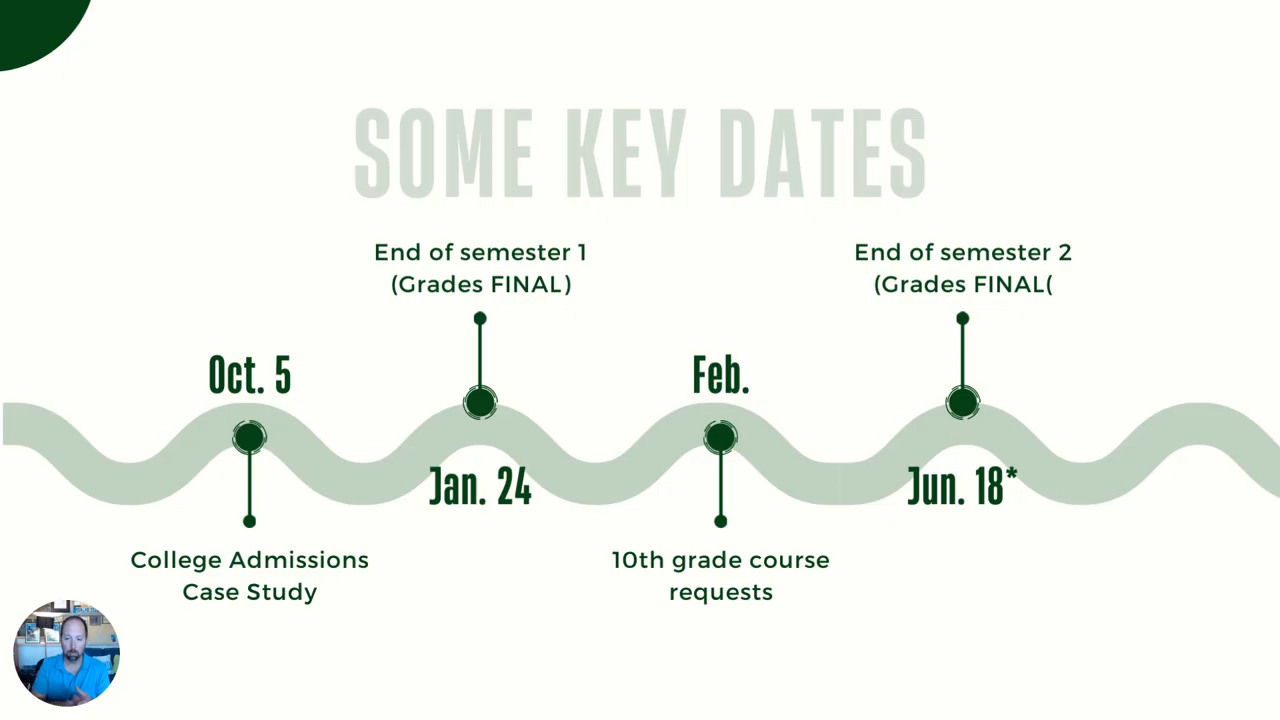 SOME KEY DATES
End of semester 1
(Grades FINAL)
End of semester 2
(Grades FINAL(
Oct. 5
Feb.
Jan. 24
Jun. 18*
College Admissions
Case Study
10th grade course
requests